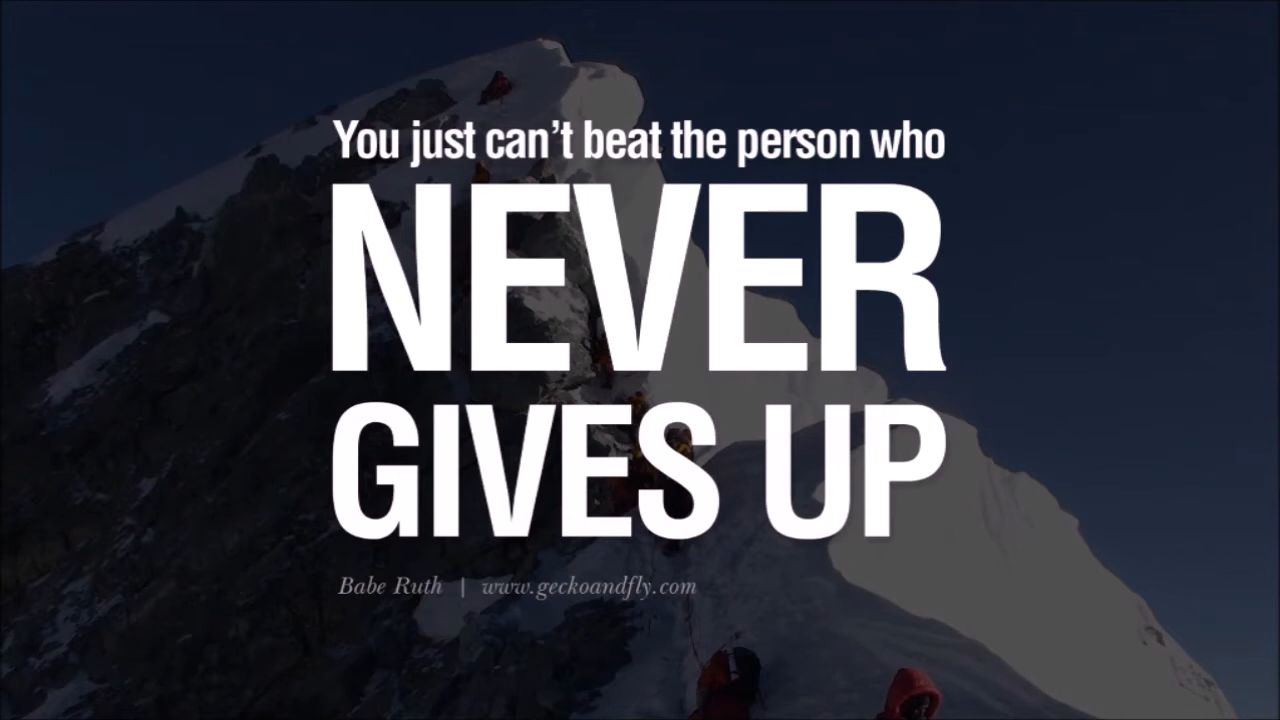 You just can’t beat the person who
NEVER
GIVES UP
Babe Ruth | www.geckoandfly.com